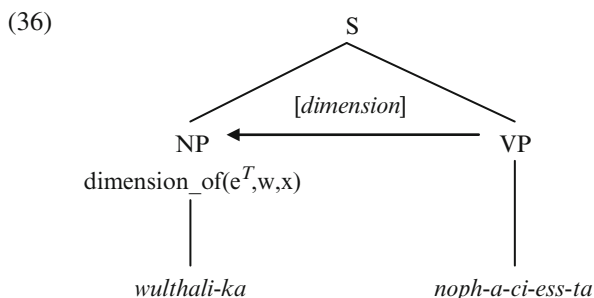 (36)
S
[dimension]
NP VP
dimension_of(e^T,w,x)
wulthali-ka noph-a-ci-ess-ta